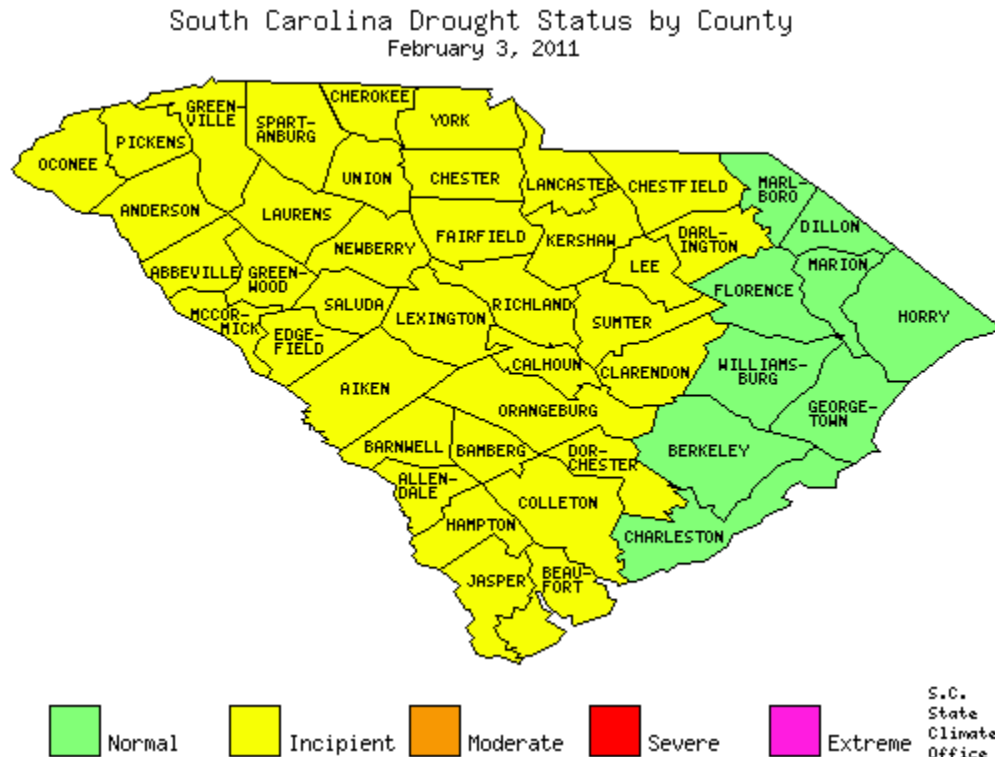 South Carolina Drought Status by County
February 3, 2011
CHEROKEE
GREEN-
VILLE
SPART-
ANBURG
YORK
PICKENS
OCONEE
UNION
CHESTER
LANCASTER
CHESTFIELD
MARL-
BORO
ANDERSON
LAURENS
DILLON
NEWBERRY
FAIRFIELD
KERSHAW
DARL-
INGTON
ABBEVILLE
GREEN-
WOOD
LEE
MARION
FLORENCE
MCCOR-
MICK
SALUDA
LEXINGTON
RICHLAND
SUMTER
HORRY
EDGE-
FIELD
CALHOUN
CLARENDON
WILLIAMS-
BURG
AIKEN
ORANGEBURG
GEORGE-
TOWN
BARNWELL
BAMBERG
DOR-
CHESTER
BERKELEY
ALLEN-
DALE
COLLETON
HAMPTON
CHARLESTON
JASPER
BEAU-
FORT
Normal
Incipient
Moderate
Severe
Extreme
S.C.
State
Climate
Office